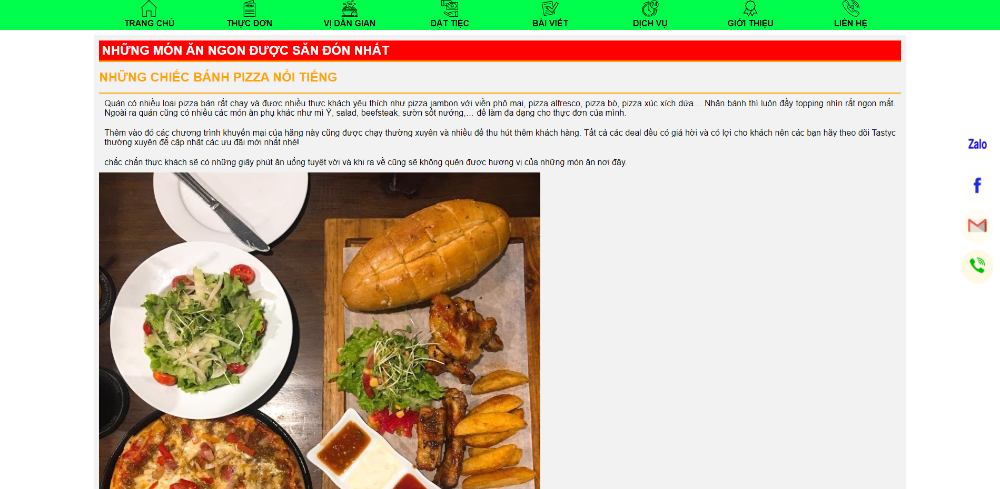 MENU
24
24/7
TRANG CHỦ
THỰC ĐƠN
VỊ DÂN GIAN
ĐẶT TIỆC
BÀI VIẾT
DỊCH VỤ
GIỚI THIỆU
LIÊN HỆ
NHỮNG MÓN ĂN NGON ĐƯỢC SĂN ĐÓN NHẤT
NHỮNG CHIẾC BÁNH PIZZA NỔI TIẾNG
Quán có nhiều loại pizza bán rất chạy và được nhiều thực khách yêu thích như pizza jambon với viền phô mai, pizza alfresco, pizza bò, pizza xúc xích dứa… Nhân bánh thì luôn đầy topping nhìn rất ngon mắt.
Ngoài ra quán cũng có nhiều các món ăn phụ khác như mì Ý, salad, beefsteak, sườn sốt nướng,… để làm đa dạng cho thực đơn của mình.
Thêm vào đó các chương trình khuyến mại của hãng này cũng được chạy thường xuyên và nhiều để thu hút thêm khách hàng. Tất cả các deal đều có giá hời và có lợi cho khách nên các bạn hãy theo dõi Tastyc
thường xuyên để cập nhật các ưu đãi mới nhất nhé!
chắc chắn thực khách sẽ có những giây phút ăn uống tuyệt vời và khi ra về cũng sẽ không quên được hương vị của những món ăn nơi đây.
Zalo
f